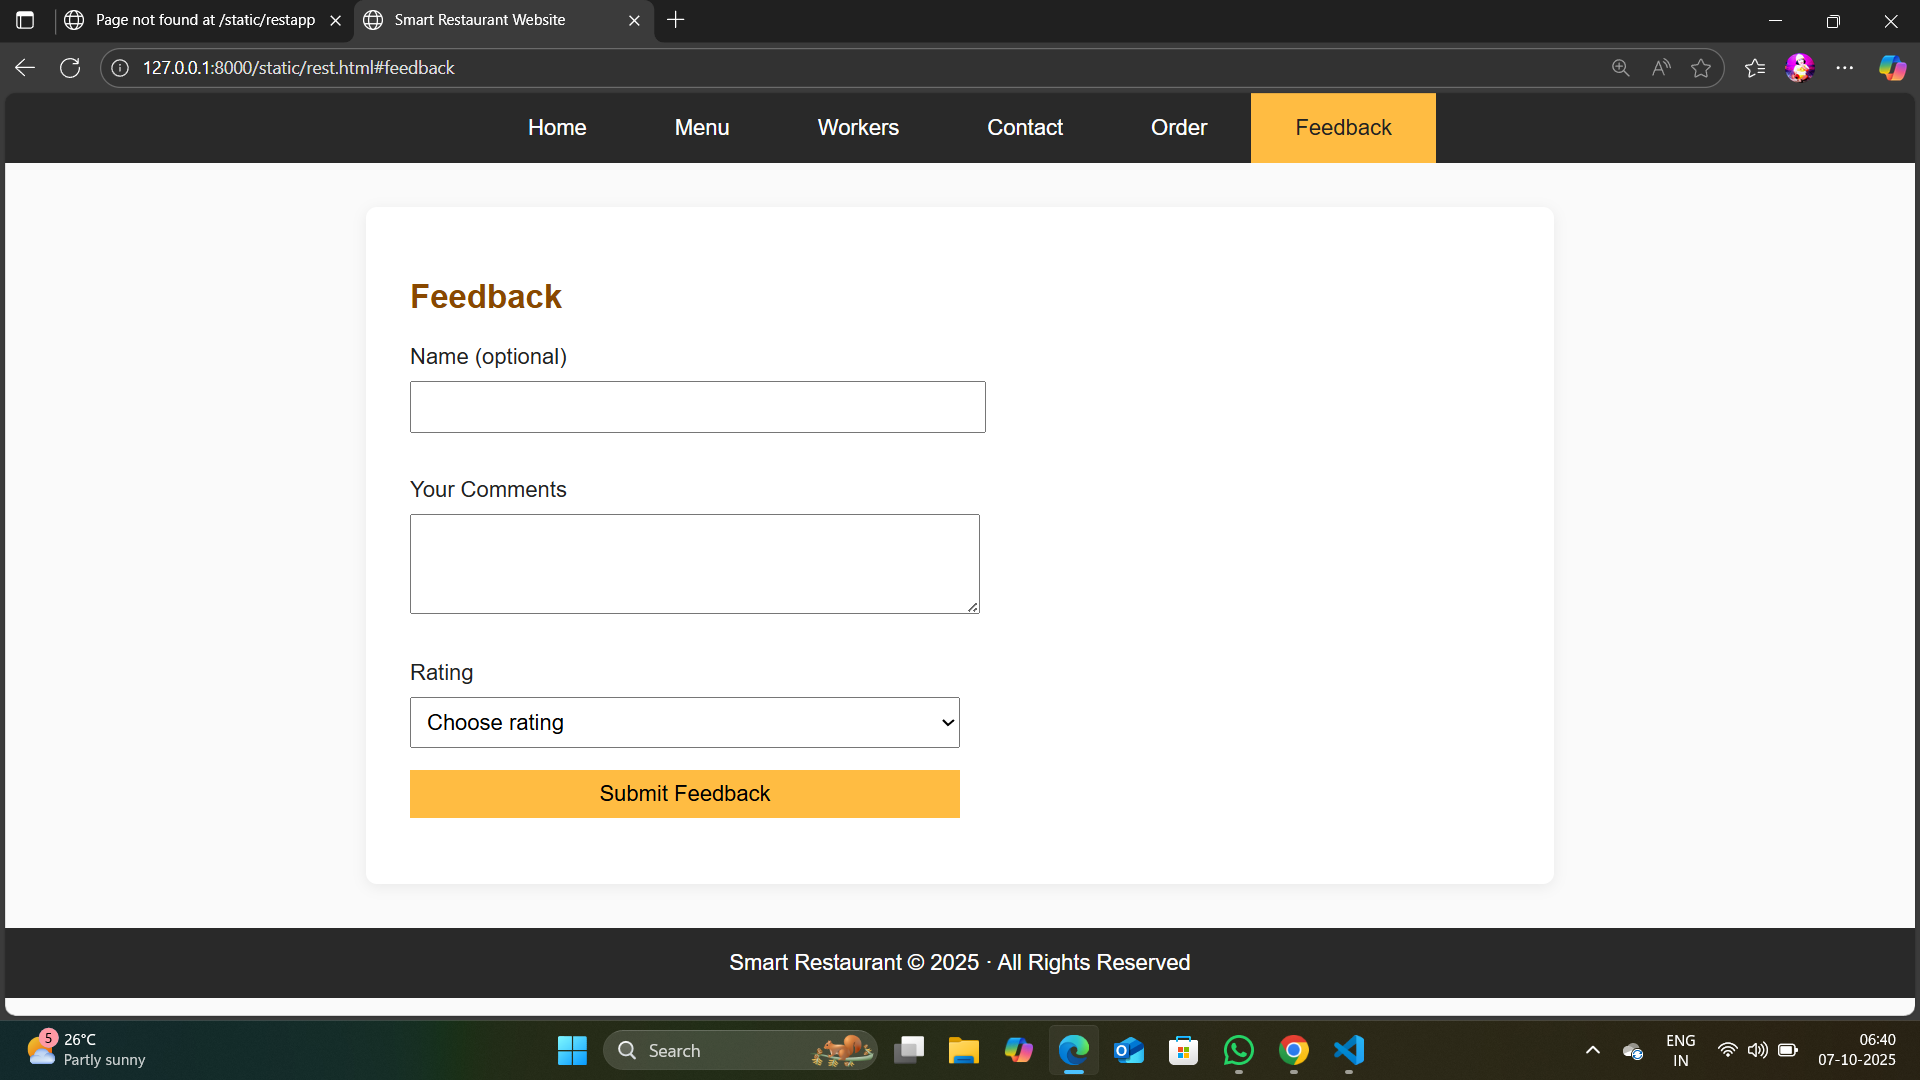 Page not found at /static/restapp
Smart Restaurant Website
127.0.0.1:8000/static/rest.html#feedback
Home Menu Workers Contact Order Feedback
Feedback
Name (optional)
Your Comments
Rating
Choose rating
Submit Feedback
Smart Restaurant © 2025 · All Rights Reserved
5
26°C
Partly sunny
Search
ENG
IN
06:40
07-10-2025